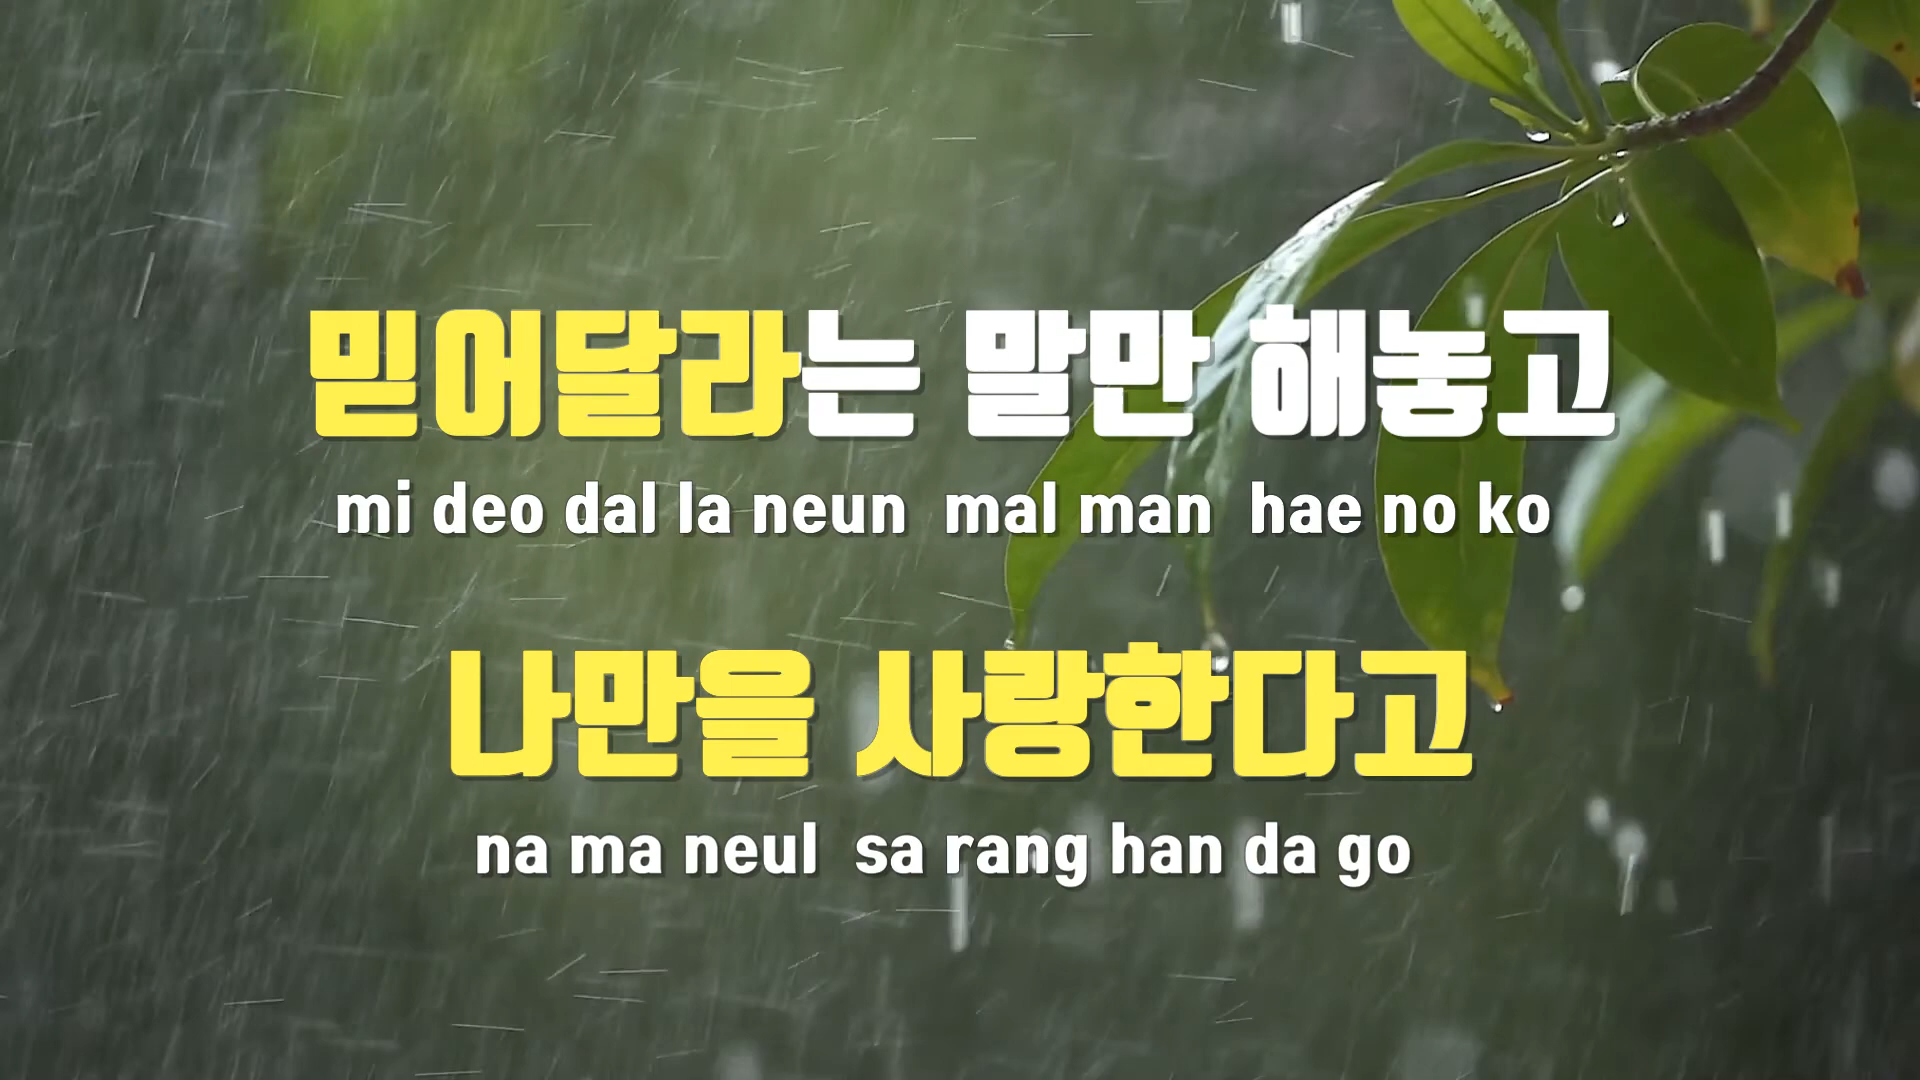 믿어달라는 말만 해놓고
mi deo dal la neun mal man hae no ko
나만을 사랑한다고
na ma neul sa rang han da go